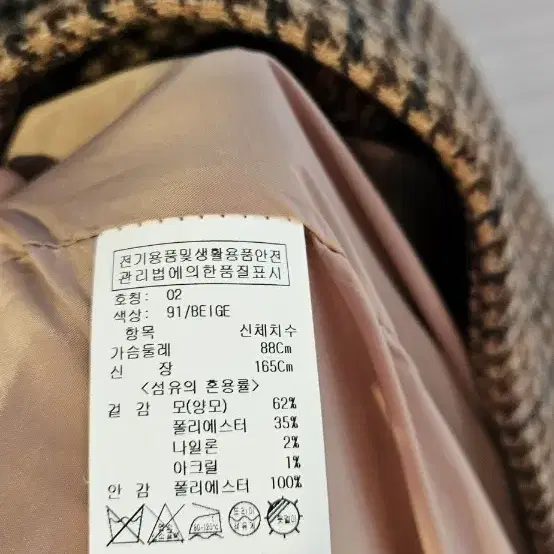 전기용품및생활용품안전
관리법에의한품질표시
호칭: 02
색상: 91/BEIGE
항목 신체치수
가슴둘레 88Cm
신 장 165Cm
<섬유의 혼용률>
겉 감 모(양모) 62%
폴리에스터 35%
나일론 2%
아크릴 1%
안 감 폴리에스터 100%
드라이